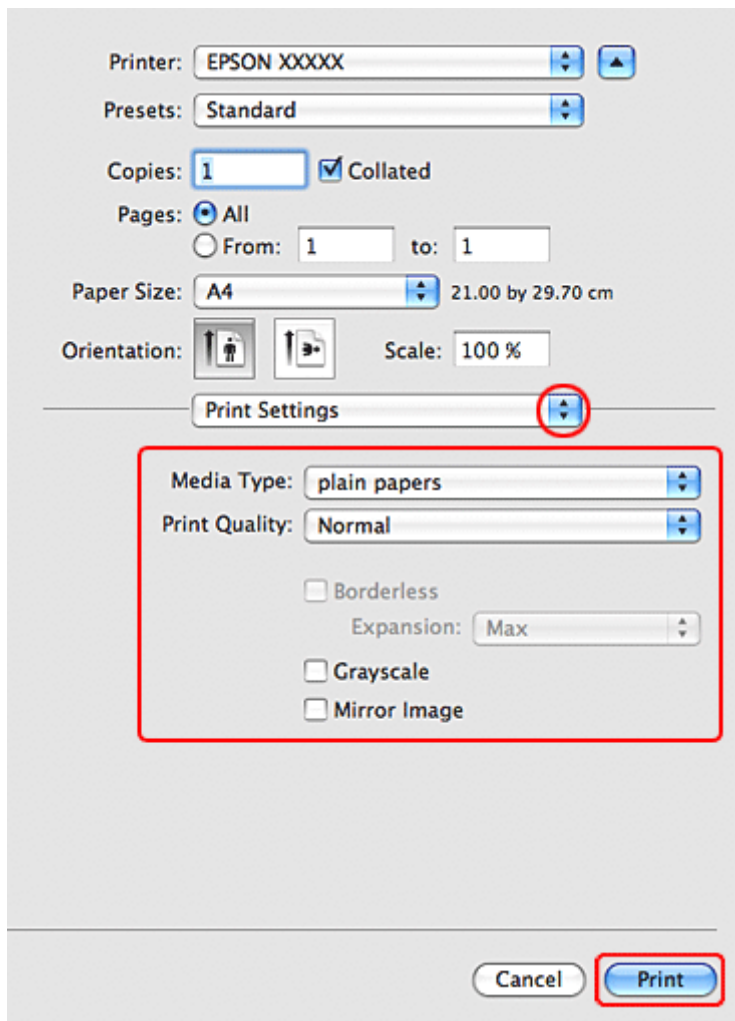 Printer: EPSON XXXXX
Presets: Standard
Copies: 1 Collated
Pages: All
From: 1 to: 1
Paper Size: A4 21.00 by 29.70 cm
Orientation: Scale: 100 %
Print Settings
Media Type: plain papers
Print Quality: Normal
Borderless
Expansion: Max
Grayscale
Mirror Image
Cancel Print